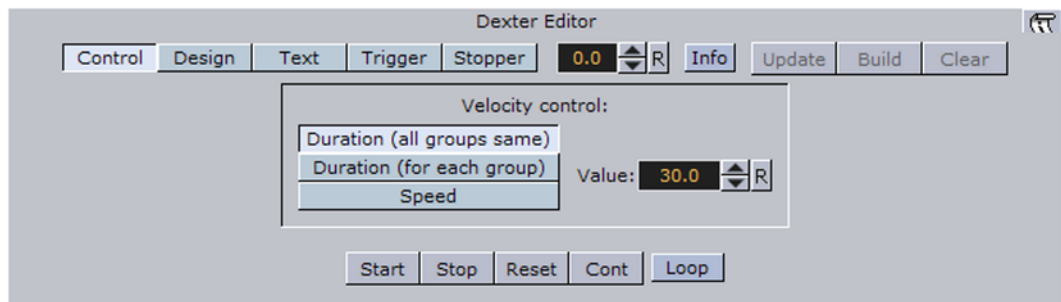 Dexter Editor
Control Design Text Trigger Stopper 0.0 R Info Update Build Clear
Velocity control:
Duration (all groups same)
Duration (for each group)
Value: 30.0 R
Speed
Start Stop Reset Cont Loop